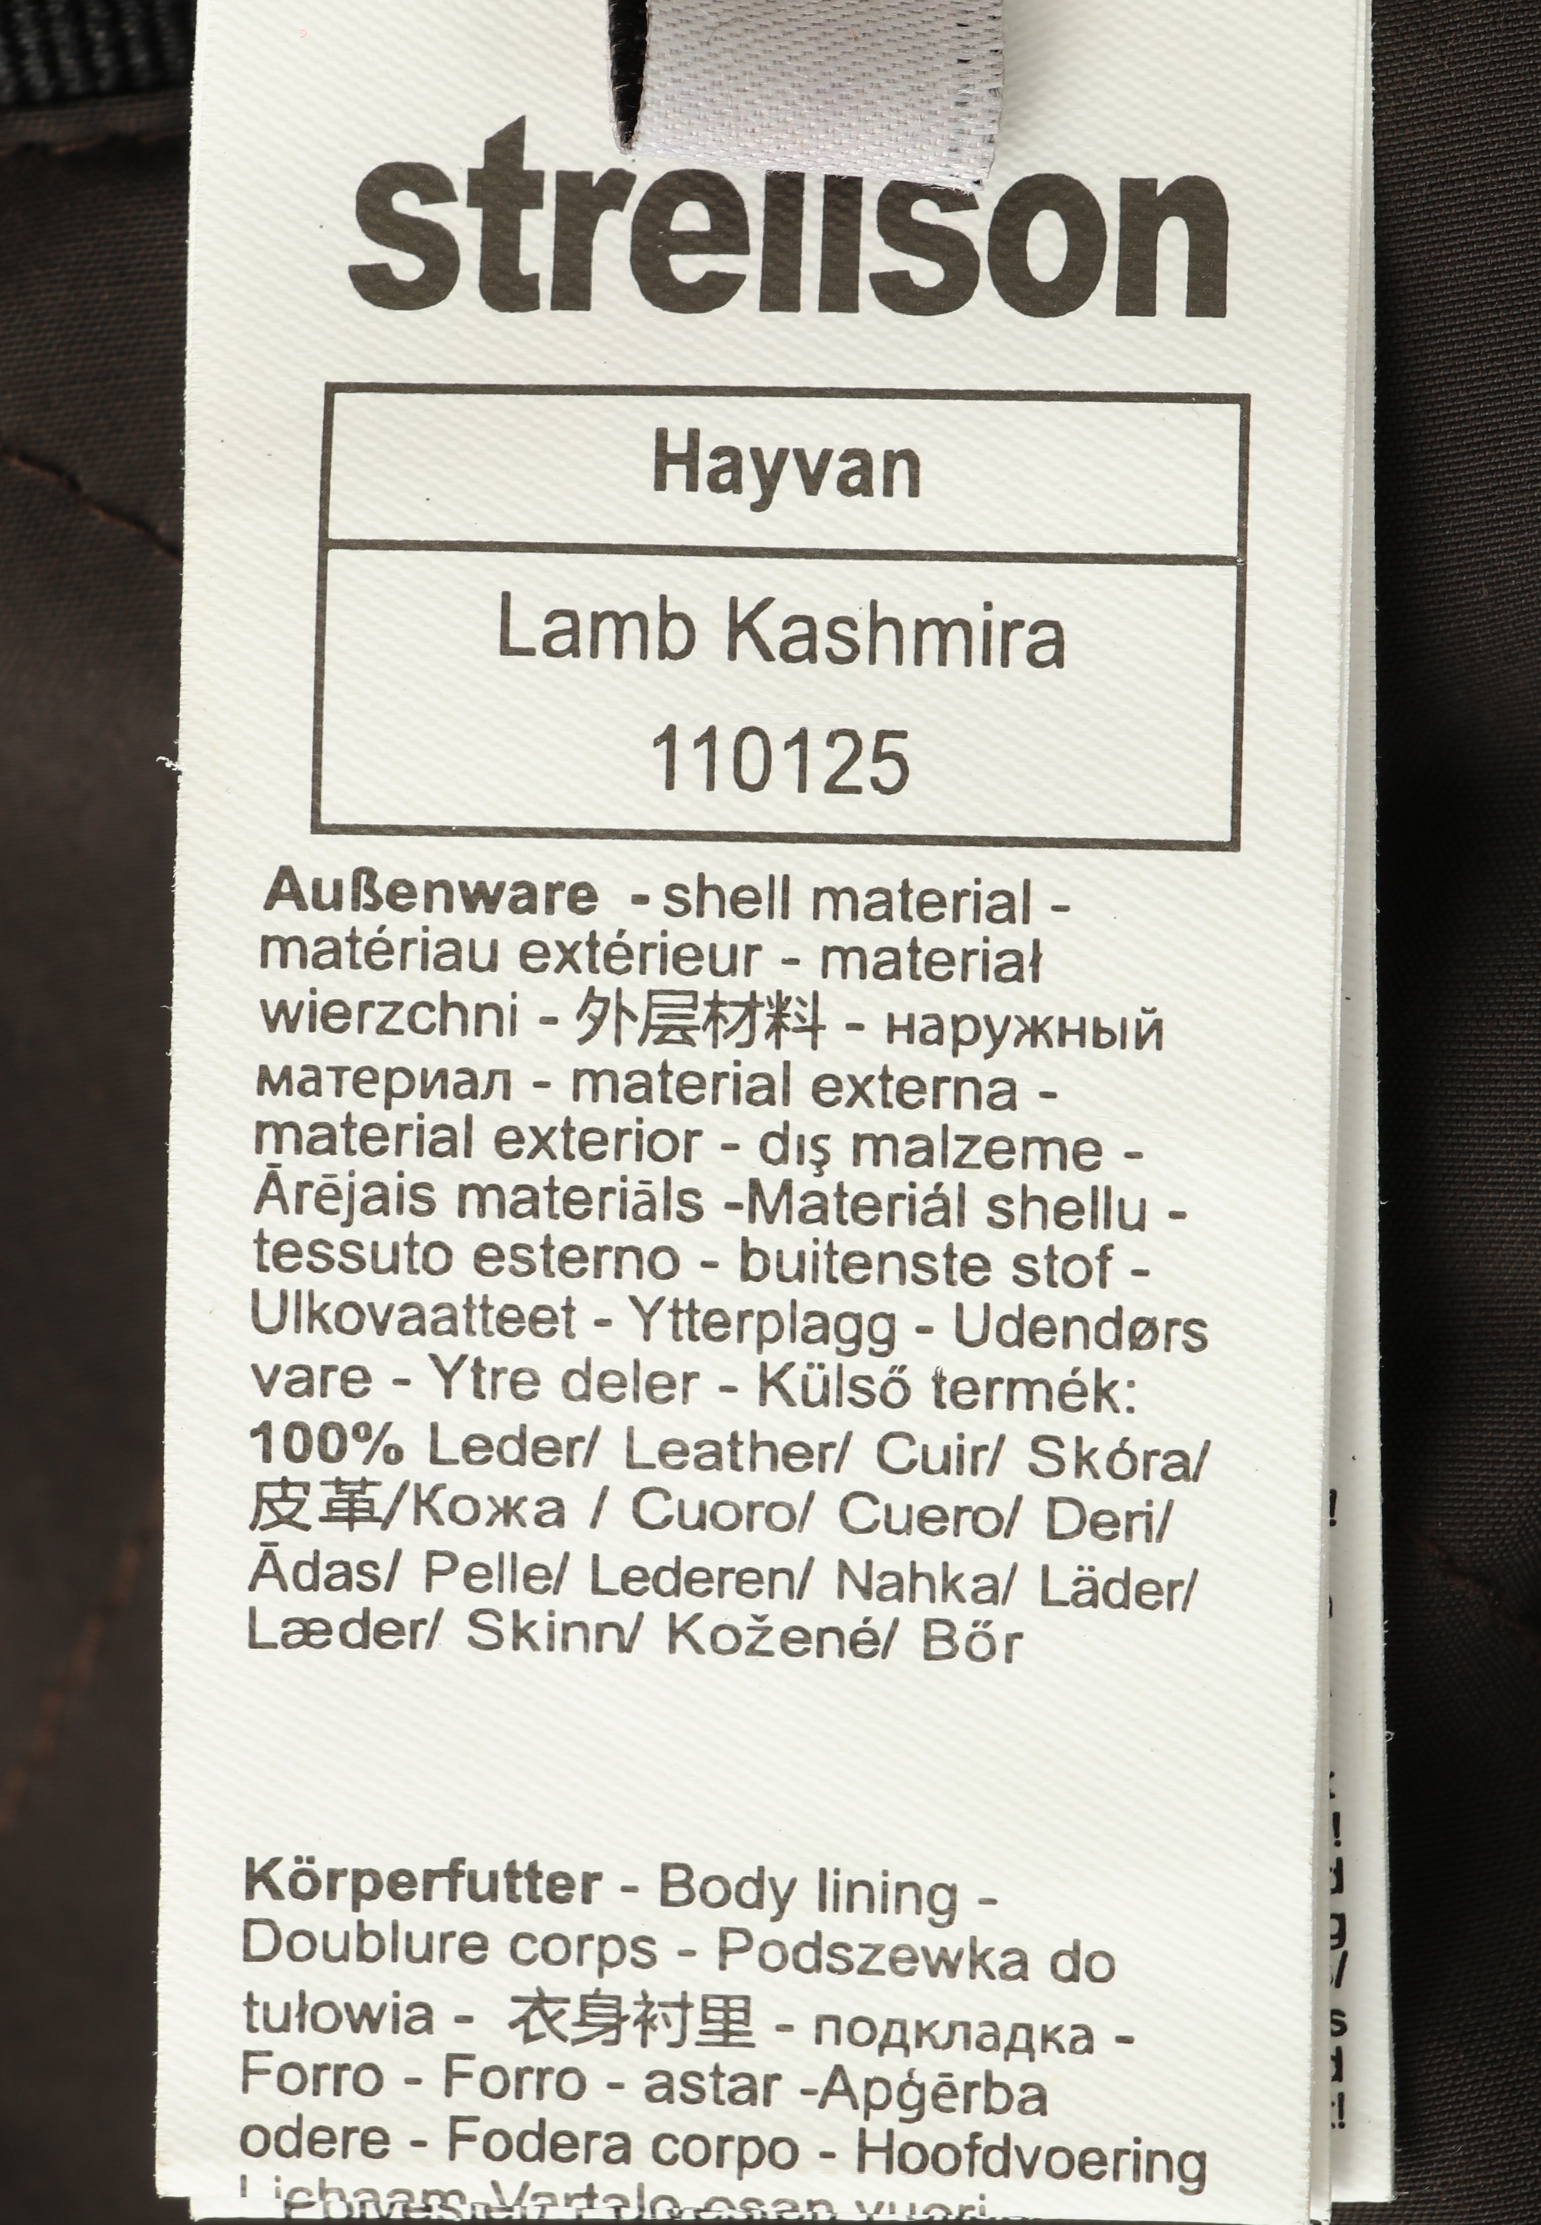 strellson
Hayvan
Lamb Kashmira
110125
Außenware - shell material -
matériau extérieur - materiał
wierzchni - 外层材料 - наружный
материал - material externa -
material exterior - dış malzeme -
Ārējais materiāls -Materiál shellu -
tessuto esterno - buitenste stof -
Ulkovaatteet - Ytterplagg - Udendørs
vare - Ytre deler - Külső termék:
100% Leder/ Leather/ Cuir/ Skóra/
皮革/Кожа / Cuoro/ Cuero/ Deri/
Ādas/ Pelle/ Lederen/ Nahka/ Läder/
Læder/ Skinn/ Kožené/ Bőr
Körperfutter - Body lining -
Doublure corps - Podszewka do
tułowia - 衣身衬里 - подкладка -
Forro - Forro - astar -Apģērba
odere - Fodera corpo - Hoofdvoering